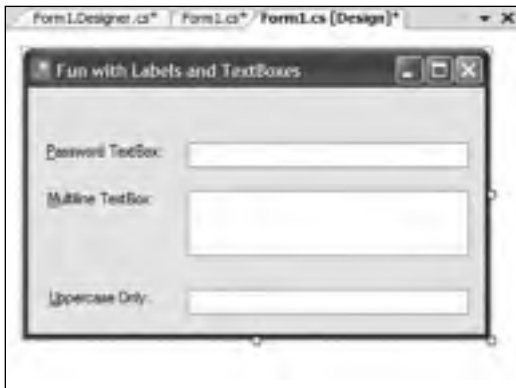 Form1.Designer.cs* Form1.cs* Form1.cs [Design]*
Fun with Labels and TextBoxes
Password TextBox:
Multiline TextBox:
Uppercase Only: